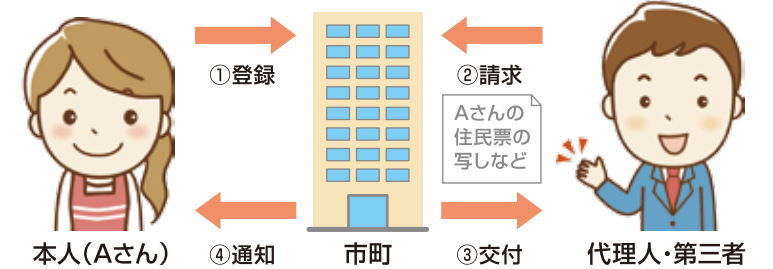 ①登録
②請求
Aさんの
住民票の
写しなど
本人(Aさん)
④通知
市町
③交付
代理人・第三者